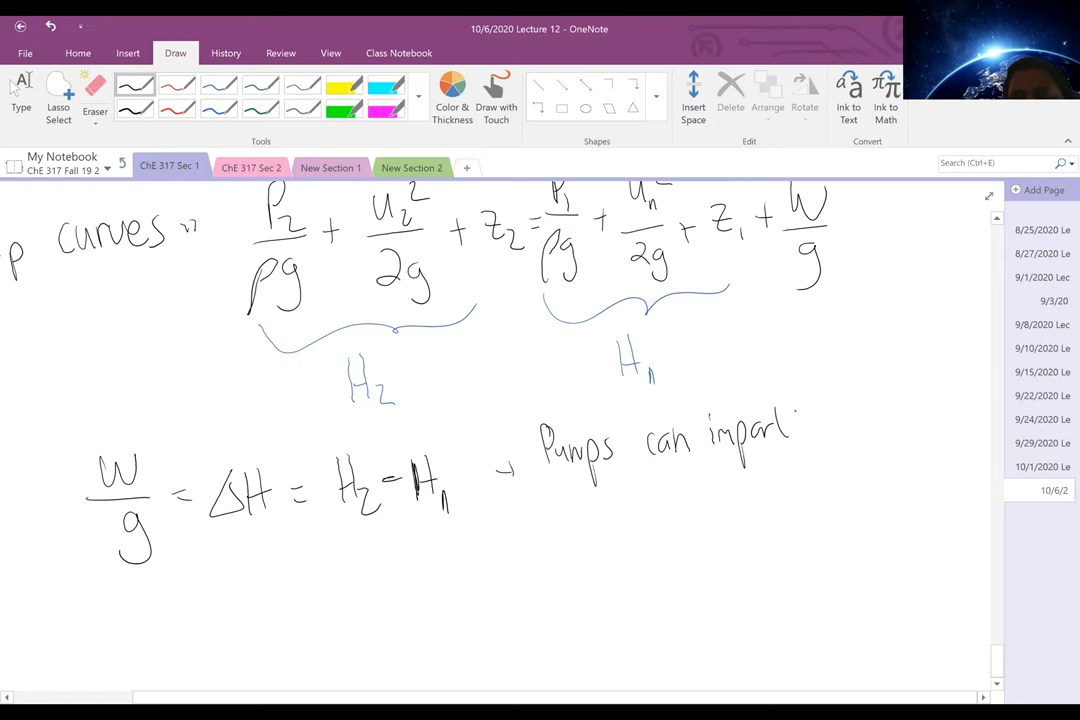 10/6/2020 Lecture 12 - OneNote
File Home Insert Draw History Review View Class Notebook
Type
Lasso Select
Eraser
Color & Thickness
Draw with Touch
Insert Space
Delete
Arrange
Rotate
Ink to Text
Ink to Math
Tools
Shapes
Edit
Convert
My Notebook
ChE 317 Fall 19 2
ChE 317 Sec 1
ChE 317 Sec 2
New Section 1
New Section 2
+
Search (Ctrl+E)
Add Page
8/25/2020 Le
8/27/2020 Le
9/1/2020 Lec
9/3/20
9/8/2020 Lec
9/10/2020 Le
9/15/2020 Le
9/22/2020 Le
9/24/2020 Le
9/29/2020 Le
10/1/2020 Le
10/6/2
p curves:
P₂/ρg + u₂²/2g + z₂ = P₁/ρg + uₙ²/2g + z₁ + W/g
H₂
Hₙ
W/g = ΔH = H₂ - Hₙ → Pumps can impart